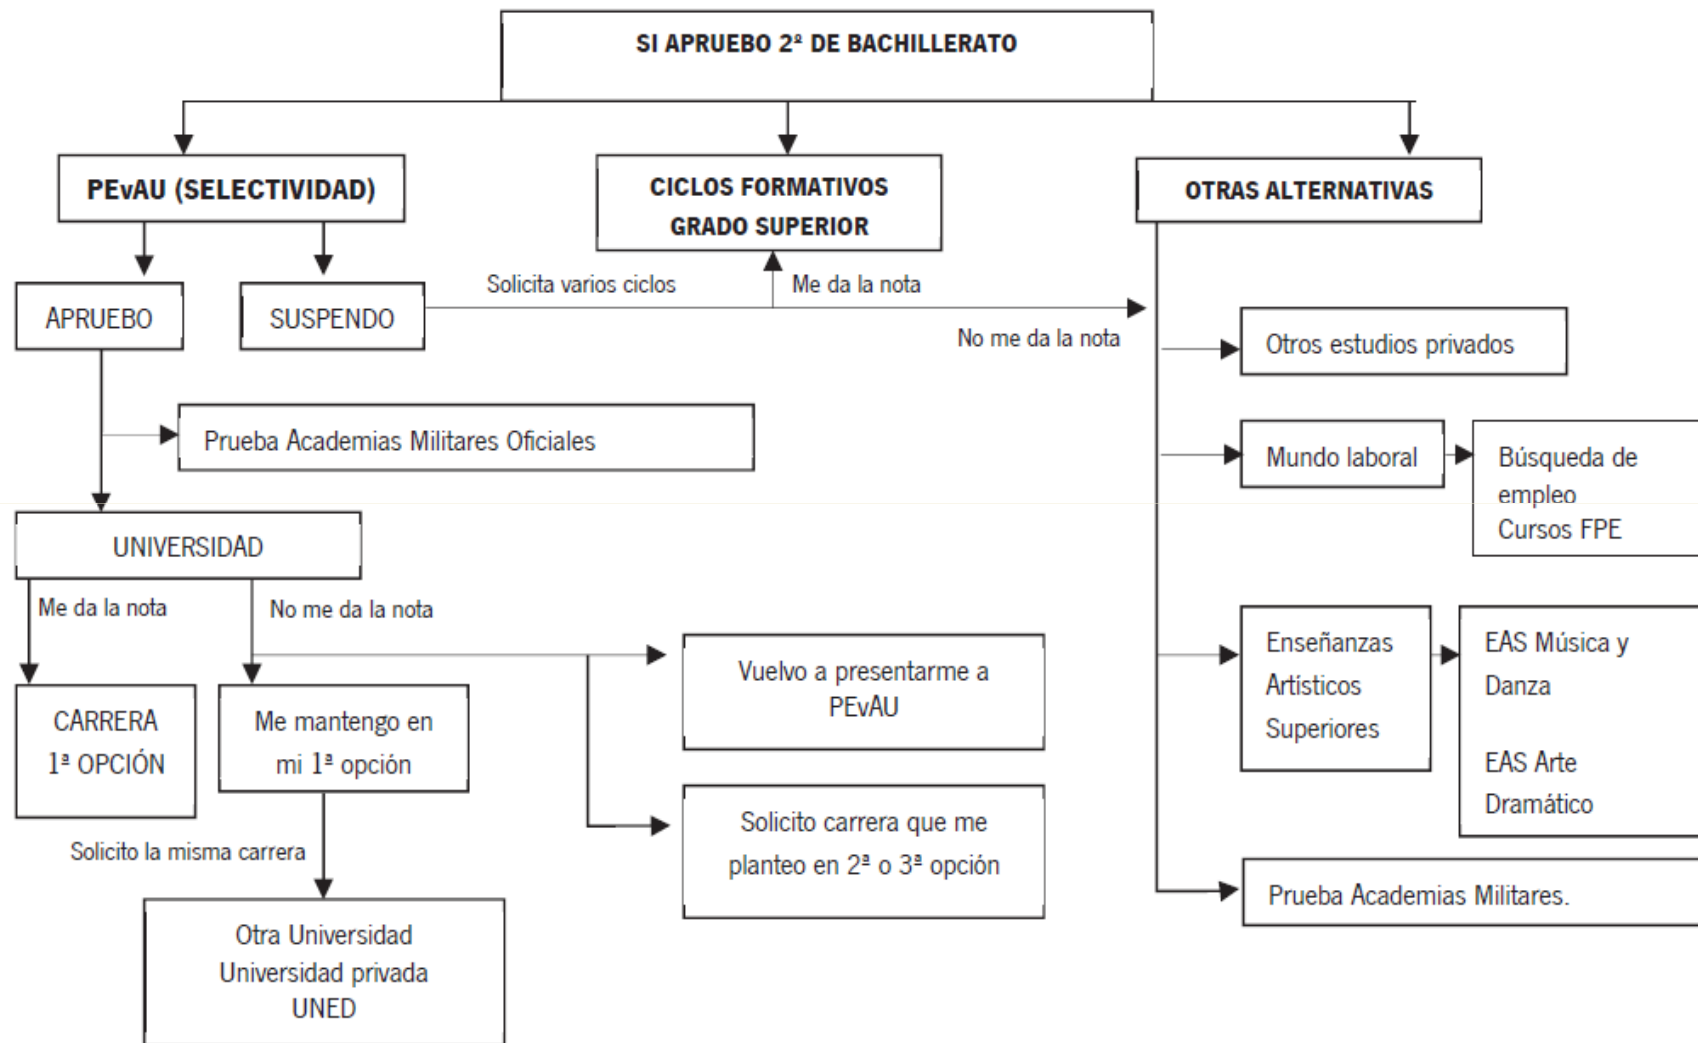 SI APRUEBO 2º DE BACHILLERATO
PEvAU (SELECTIVIDAD)
CICLOS FORMATIVOS
GRADO SUPERIOR
OTRAS ALTERNATIVAS
APRUEBO
SUSPENDO
Solicita varios ciclos
Me da la nota
No me da la nota
Otros estudios privados
Prueba Academias Militares Oficiales
Mundo laboral
Búsqueda de
empleo
Cursos FPE
UNIVERSIDAD
Me da la nota
No me da la nota
CARRERA
1ª OPCIÓN
Me mantengo en
mi 1ª opción
Vuelvo a presentarme a
PEvAU
Enseñanzas
Artísticos
Superiores
EAS Música y
Danza
EAS Arte
Dramático
Solicito la misma carrera
Solicito carrera que me
planteo en 2ª o 3ª opción
Prueba Academias Militares.
Otra Universidad
Universidad privada
UNED